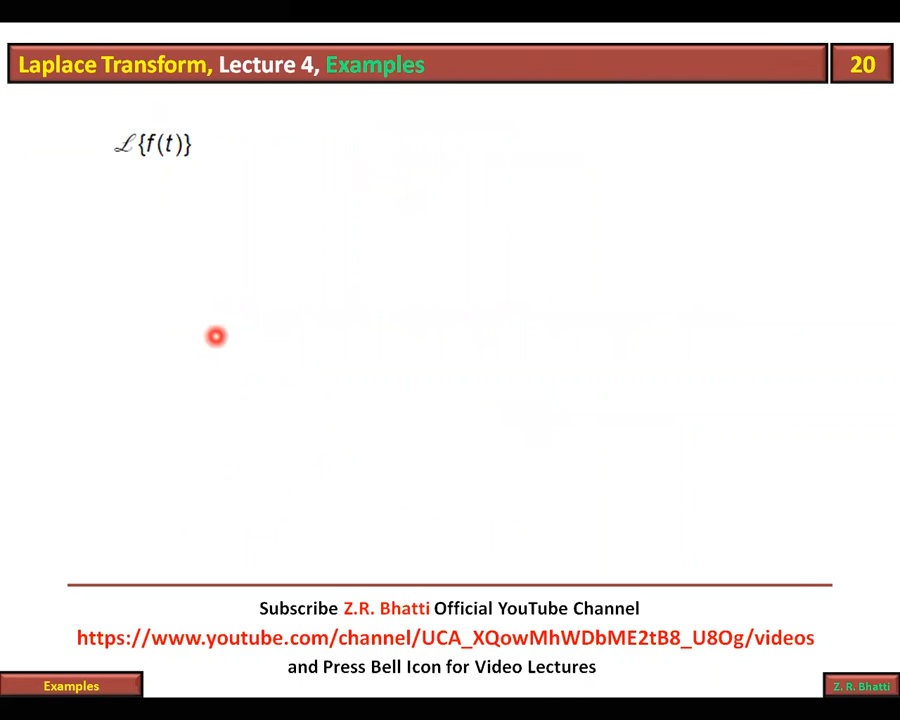 Laplace Transform, Lecture 4, Examples
20
ℒ{f(t)}
Subscribe Z.R. Bhatti Official YouTube Channel
https://www.youtube.com/channel/UCA_XQowMhWDbME2tB8_U8Og/videos
and Press Bell Icon for Video Lectures
Examples
Z. R. Bhatti